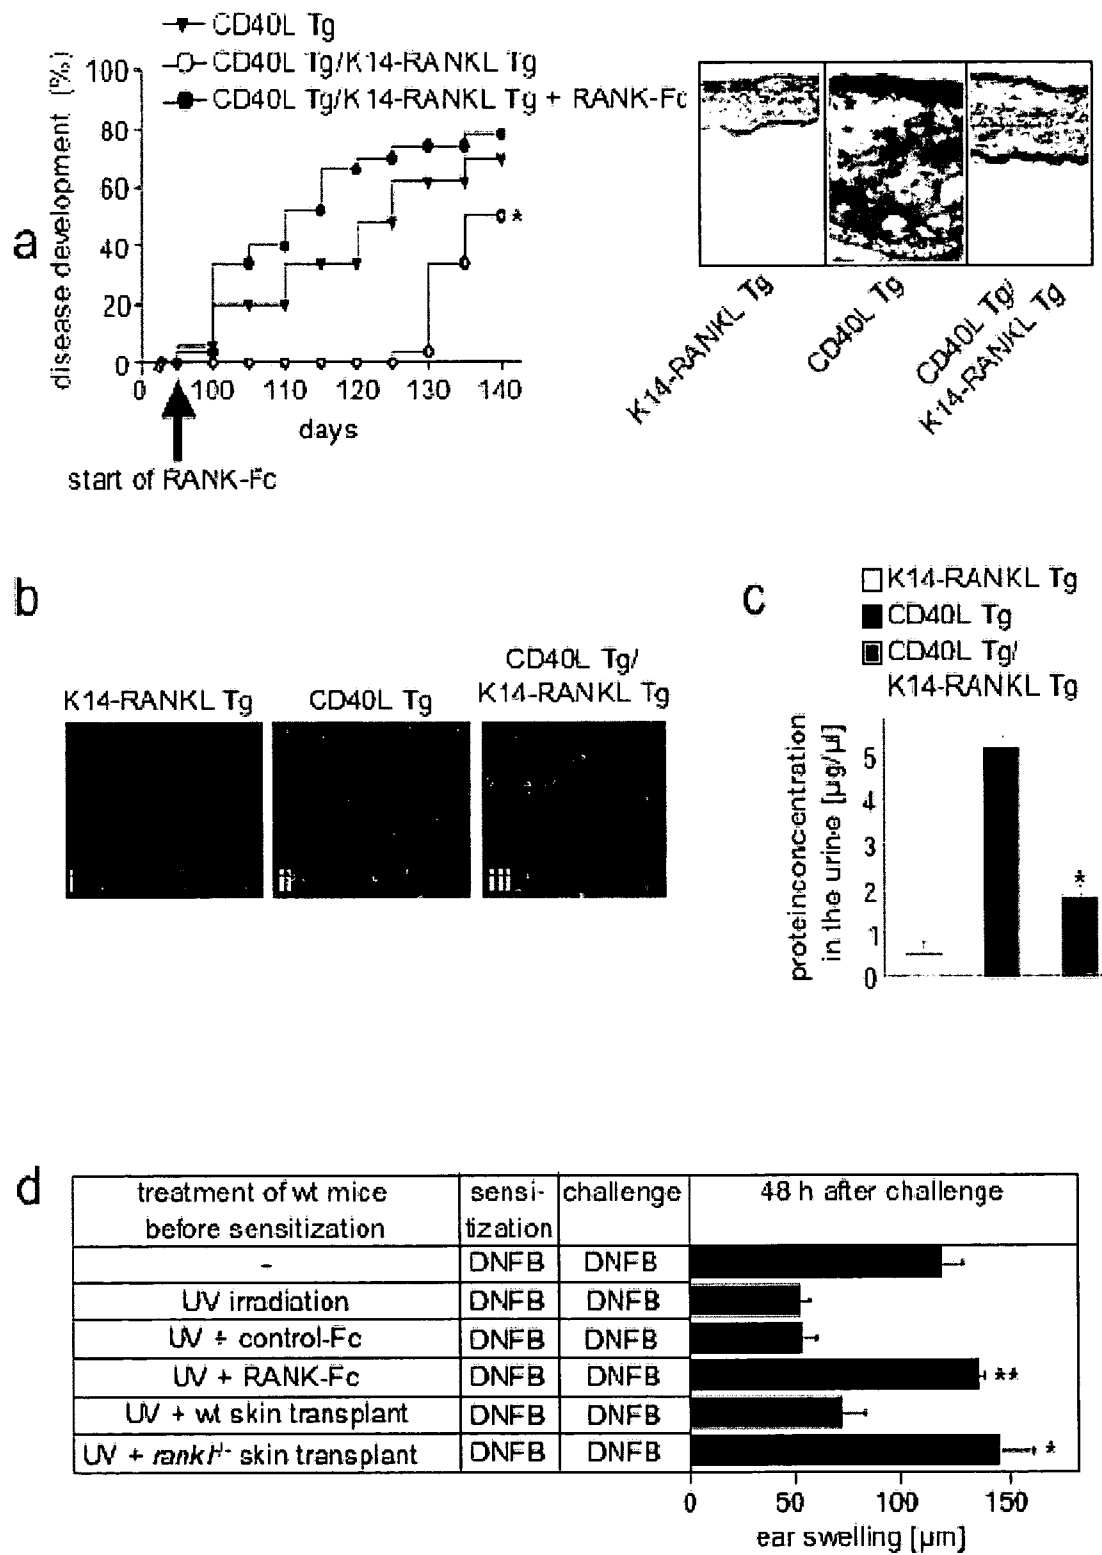 CD40L Tg
CD40L Tg/K14-RANKL Tg
CD40L Tg/K14-RANKL Tg + RANK-Fc
a
disease development (%)
100
80
60
40
20
0
*
0 100 110 120 130 140
days
start of RANK-Fc
K14-RANKL Tg
CD40L Tg
CD40L Tg/
K14-RANKL Tg
b
K14-RANKL Tg
CD40L Tg
CD40L Tg/
K14-RANKL Tg
i
ii
iii
c
K14-RANKL Tg
CD40L Tg
CD40L Tg/
K14-RANKL Tg
proteinconcentration
in the urine [µg/µl]
5
4
3
2
1
0
*
d
treatment of wt mice
before sensitization
sensi-
tization
challenge
48 h after challenge
- DNFB DNFB
UV irradiation DNFB DNFB
UV + control-Fc DNFB DNFB
UV + RANK-Fc DNFB DNFB **
UV + wt skin transplant DNFB DNFB
UV + rankl-/- skin transplant DNFB DNFB *
0 50 100 150
ear swelling [µm]